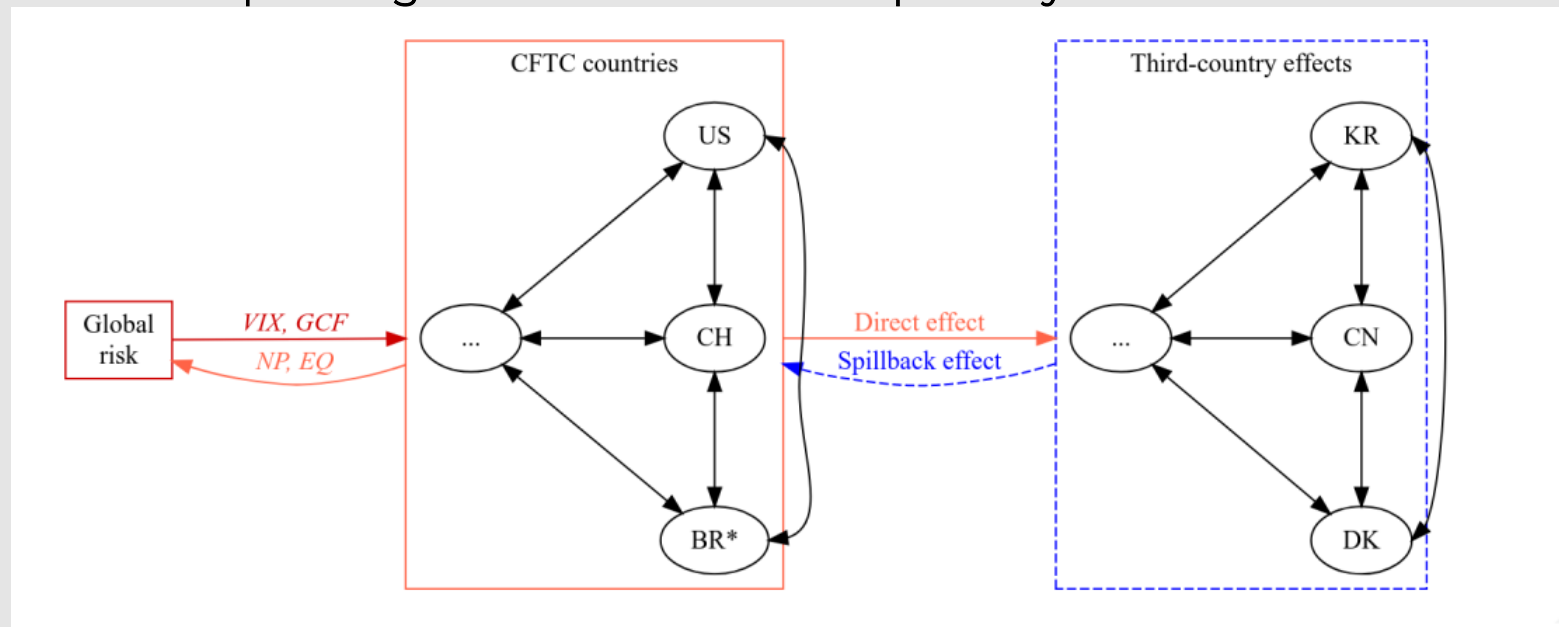 CFTC countries
Third-country effects
US
KR
Global
risk
VIX, GCF
NP, EQ
...
CH
Direct effect
Spillback effect
...
CN
BR*
DK